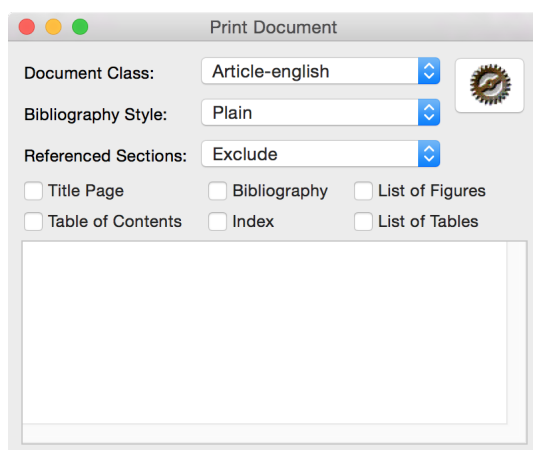 Print Document
Document Class: Article-english
Bibliography Style: Plain
Referenced Sections: Exclude
Title Page Bibliography List of Figures
Table of Contents Index List of Tables